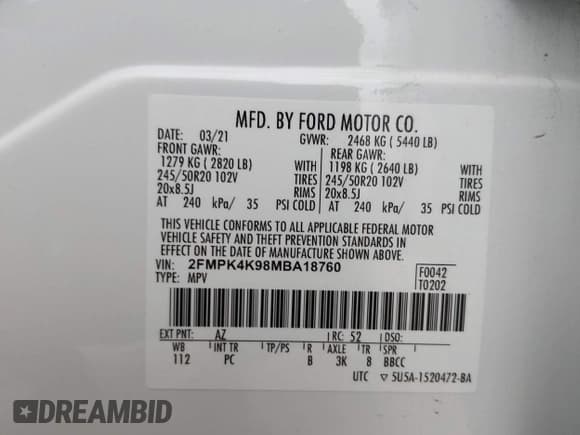 MFD. BY FORD MOTOR CO.
DATE: 03/21 GVWR: 2468 KG ( 5440 LB)
FRONT GAWR: REAR GAWR:
1279 KG ( 2820 LB) WITH 1198 KG ( 2640 LB) WITH
245/50R20 102V TIRES 245/50R20 102V TIRES
20x8.5J RIMS 20x8.5J RIMS
AT 240 kPa/ 35 PSI COLD AT 240 kPa/ 35 PSI COLD
THIS VEHICLE CONFORMS TO ALL APPLICABLE FEDERAL MOTOR
VEHICLE SAFETY AND THEFT PREVENTION STANDARDS IN
EFFECT ON THE DATE OF MANUFACTURE SHOWN ABOVE.
VIN: 2FMPK4K98MBA18760 F0042
TYPE: MPV T0202
EXT PNT: AZ RC: 52 DSO:
WB INT TR TP/PS R AXLE TR SPR
112 PC B 3K 8 BBCC
UTC ▽ 5U5A-1520472-BA
DREAMBID